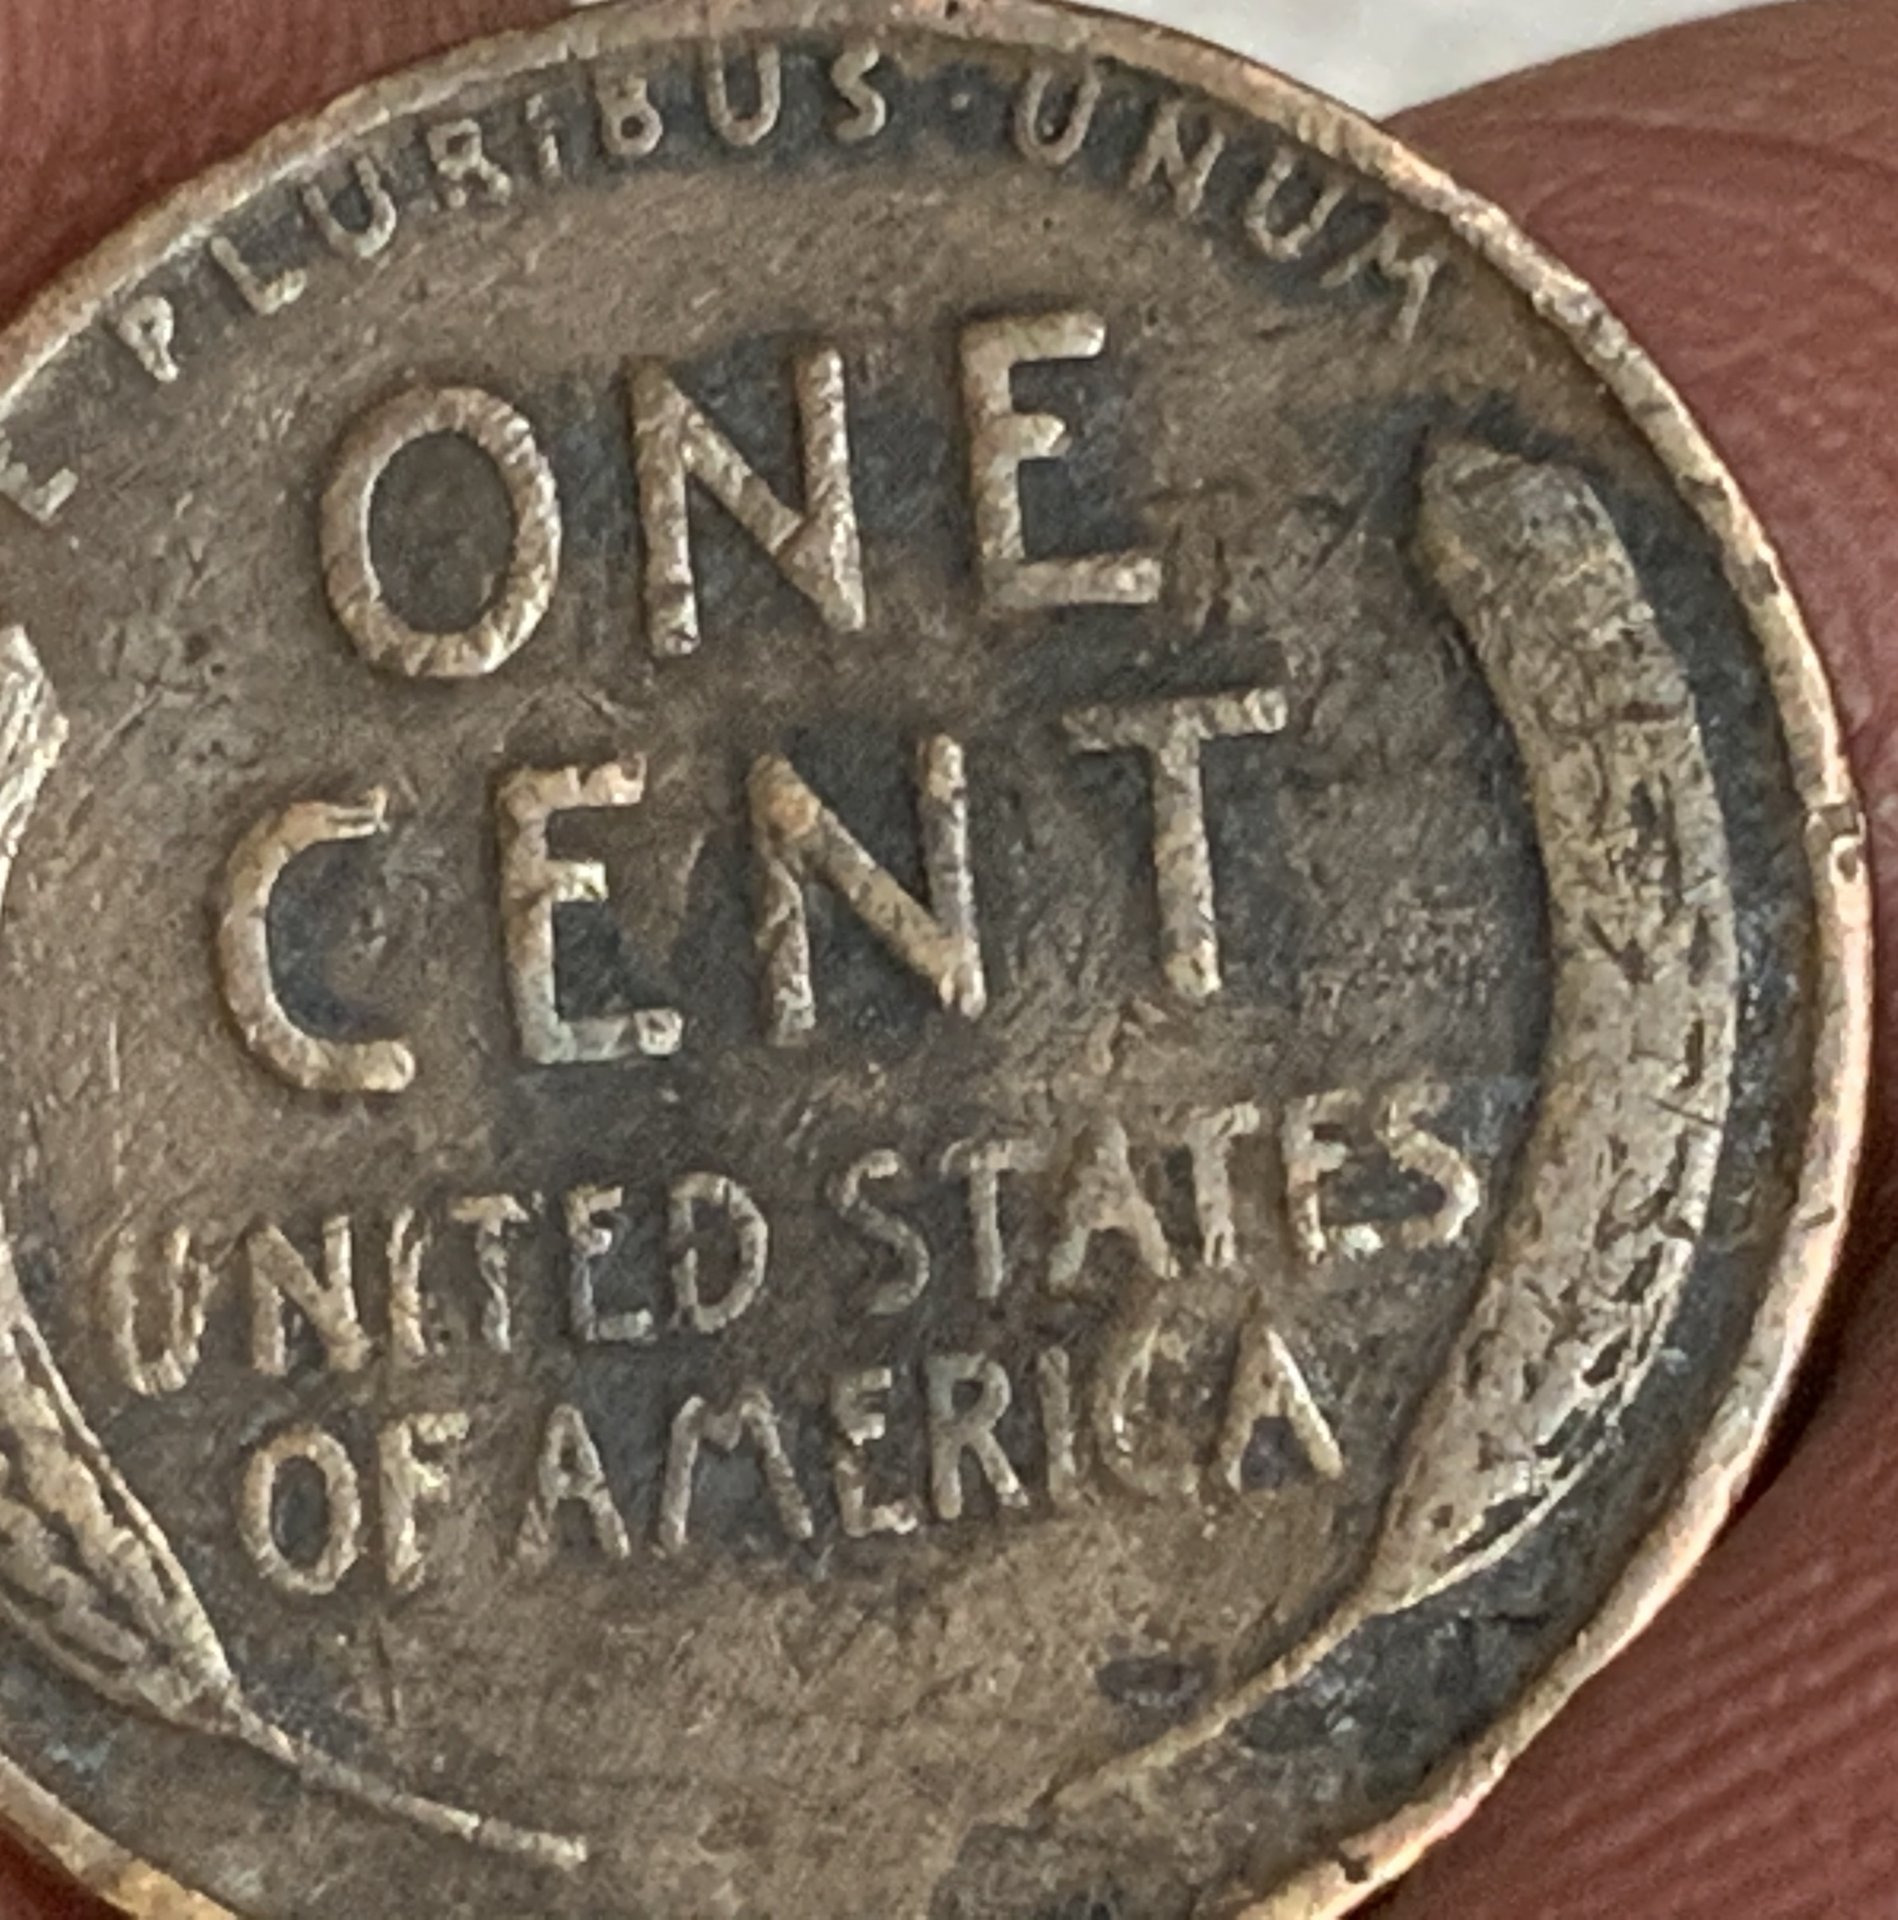 E PLURIBUS · UNUM
ONE
CENT
UNITED STATES
OF AMERICA